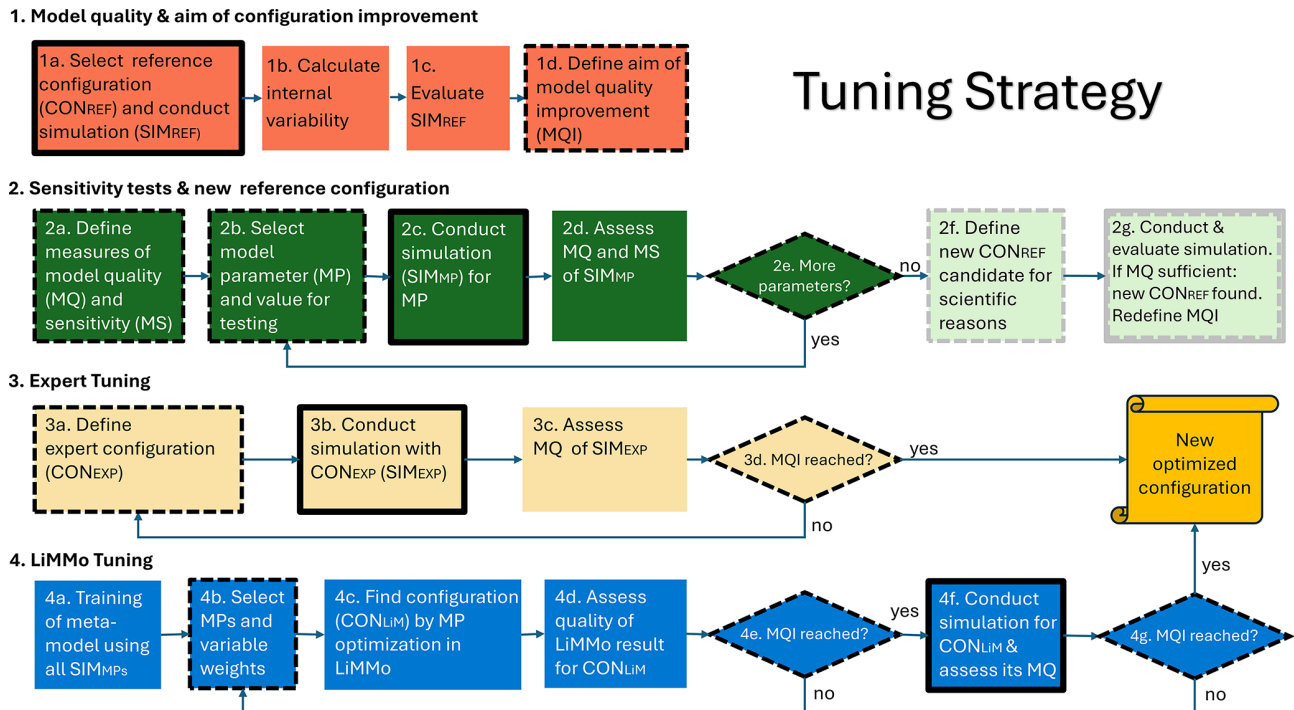 1. Model quality & aim of configuration improvement
1a. Select reference
configuration
(CONREF) and conduct
simulation (SIMREF)
1b. Calculate
internal
variability
1c.
Evaluate
SIMREF
1d. Define aim of
model quality
improvement
(MQI)
Tuning Strategy
2. Sensitivity tests & new reference configuration
2a. Define
measures of
model quality
(MQ) and
sensitivity (MS)
2b. Select
model
parameter (MP)
and value for
testing
2c. Conduct
simulation
(SIMMP) for
MP
2d. Assess
MQ and MS
of SIMMP
2e. More
parameters?
no
yes
2f. Define
new CONREF
candidate for
scientific
reasons
2g. Conduct &
evaluate simulation.
If MQ sufficient:
new CONREF found.
Redefine MQI
3. Expert Tuning
3a. Define
expert configuration
(CONEXP)
3b. Conduct
simulation with
CONEXP (SIMEXP)
3c. Assess
MQ of SIMEXP
3d. MQI reached?
yes
no
New
optimized
configuration
4. LiMMo Tuning
4a. Training
of meta-
model using
all SIMMPs
4b. Select
MPs and
variable
weights
4c. Find configuration
(CONLiM) by MP
optimization in
LiMMo
4d. Assess
quality of
LiMMo result
for CONLiM
4e. MQI reached?
yes
no
4f. Conduct
simulation for
CONLiM &
assess its MQ
4g. MQI reached?
yes
no